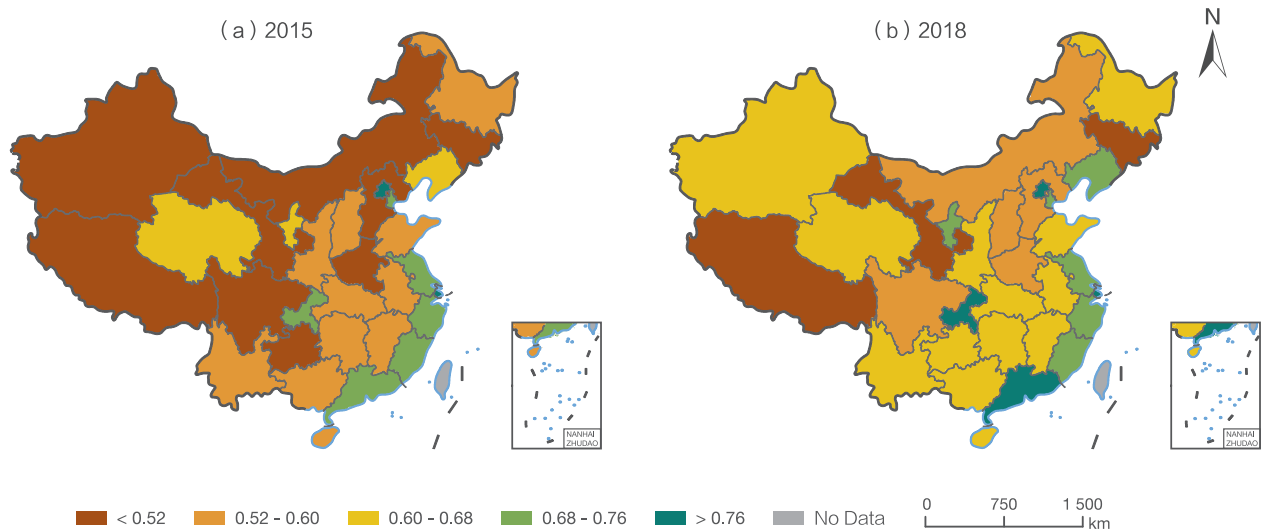 ( a ) 2015
( b ) 2018
N
NANHAI
ZHUDAO
NANHAI
ZHUDAO
< 0.52
0.52 - 0.60
0.60 - 0.68
0.68 - 0.76
> 0.76
No Data
0 750 1 500
km